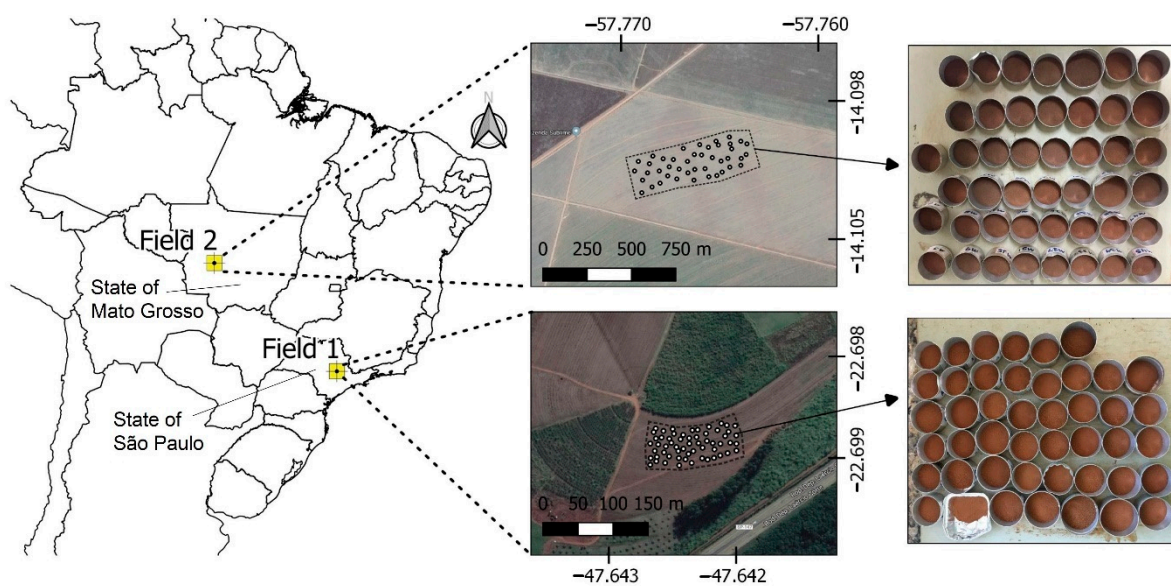 −57.770
−57.760
N
−14.098
Field 2
0 250 500 750 m
−14.105
State of
Mato Grosso
Field 1
−22.698
State of
São Paulo
−22.699
0 50 100 150 m
−47.643
−47.642